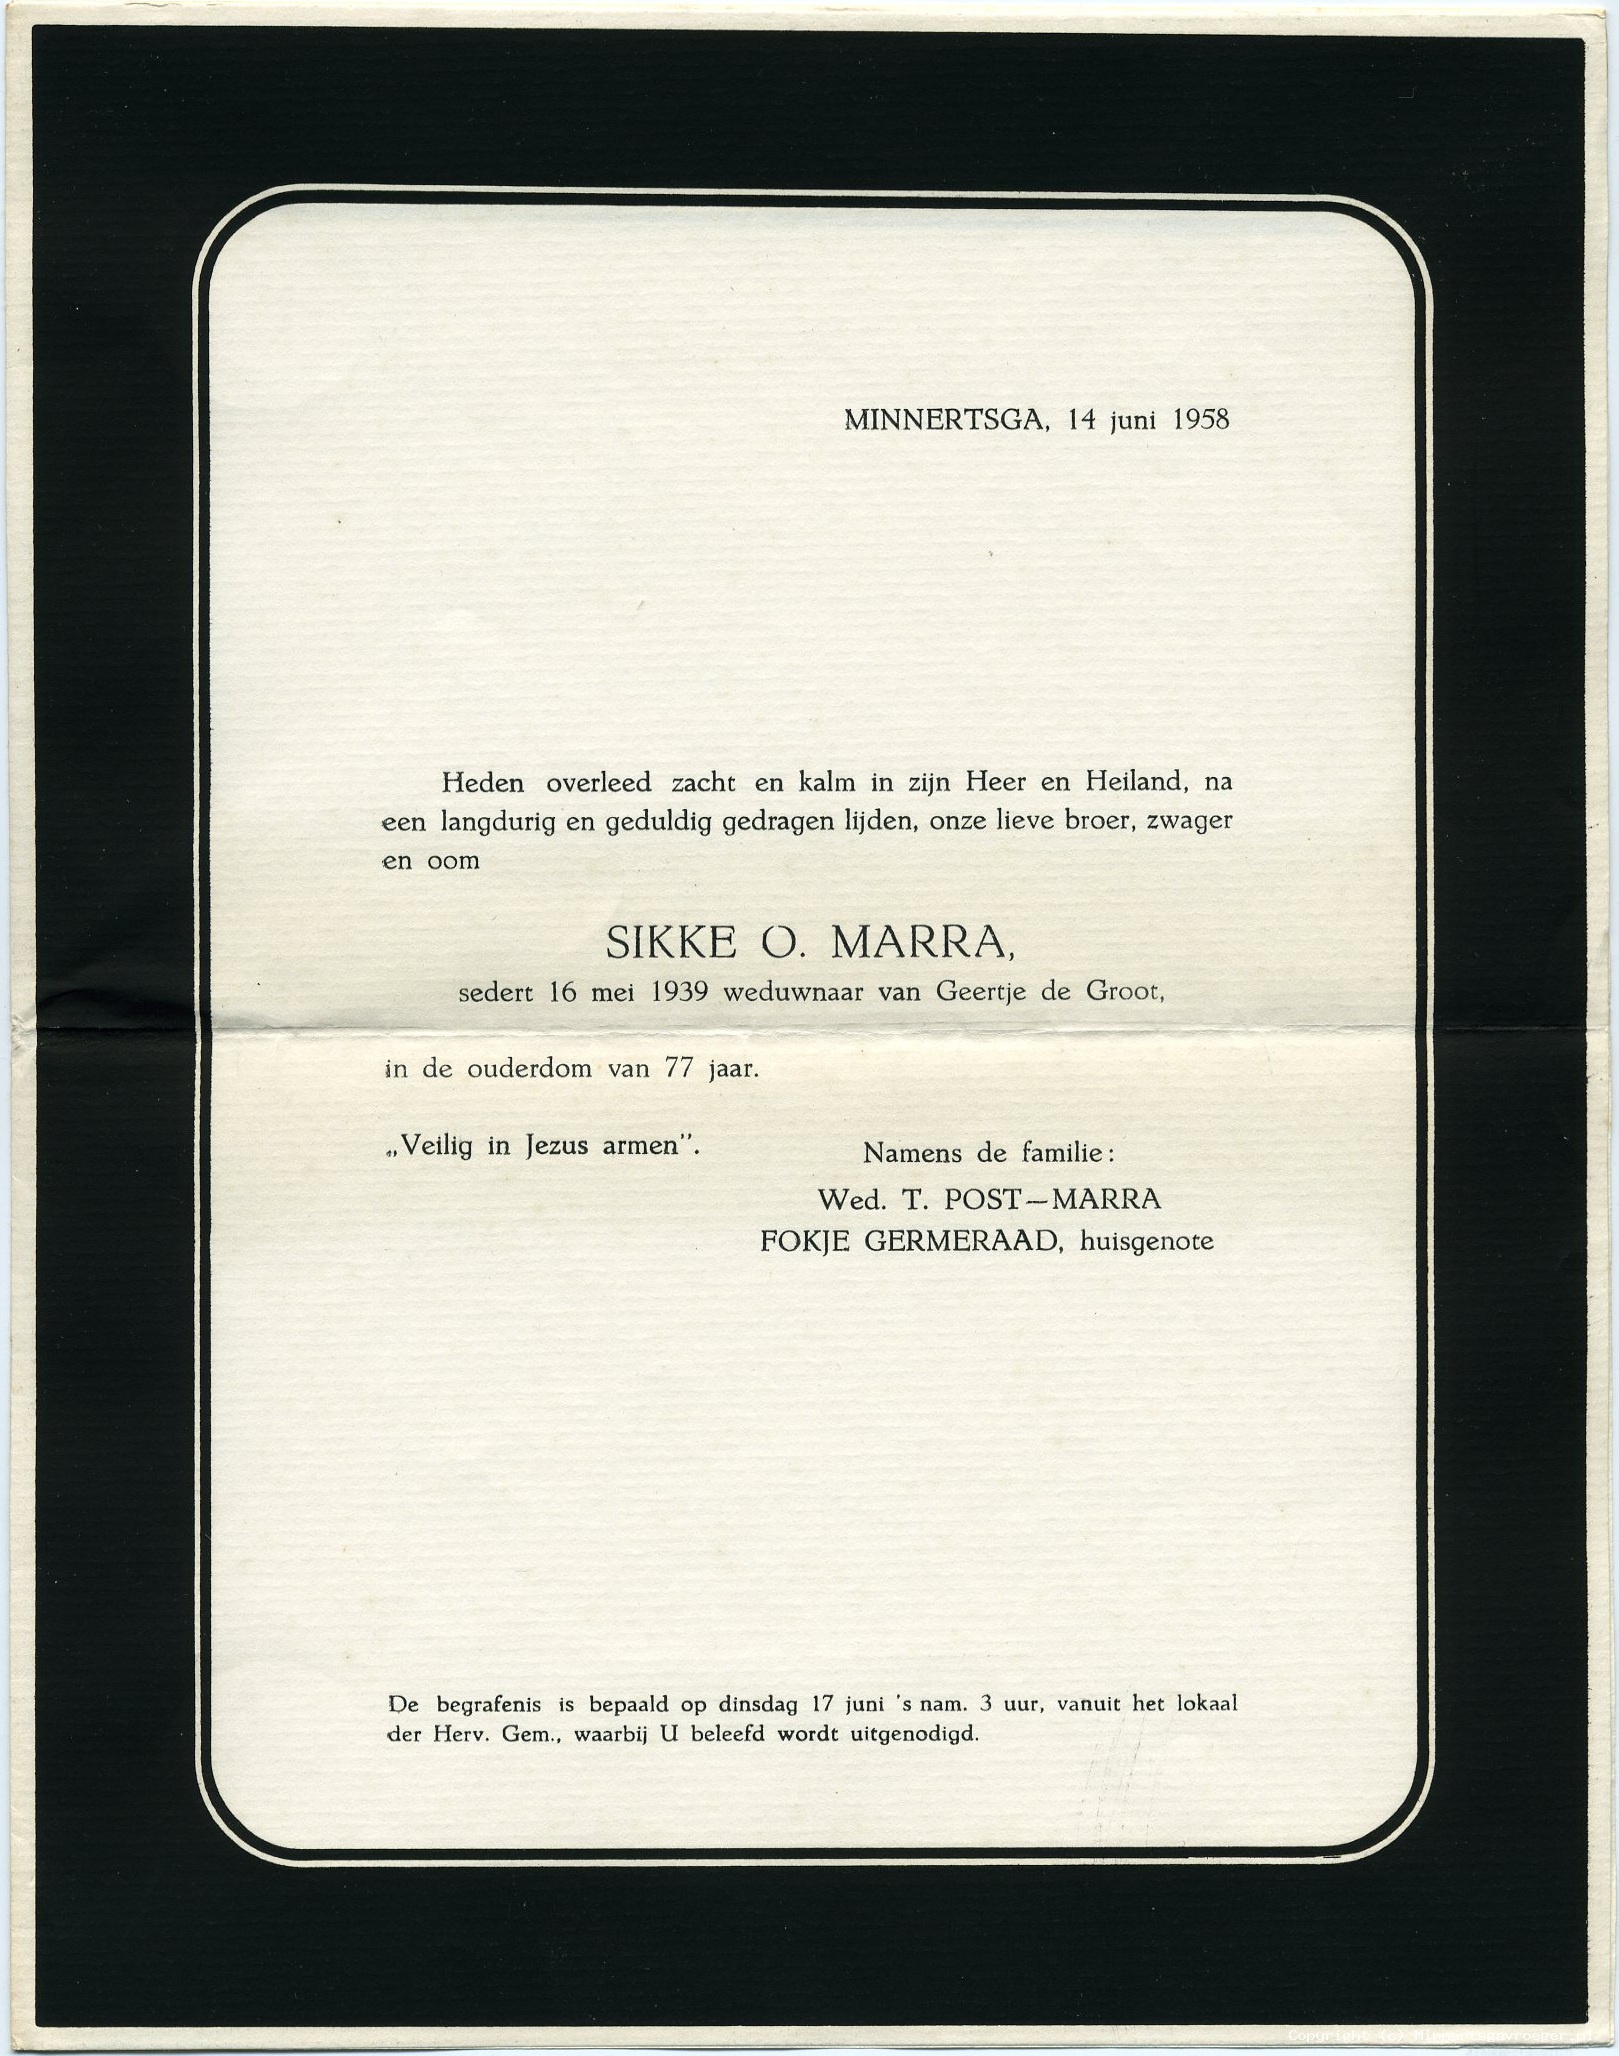 MINNERTSGA, 14 juni 1958
Heden overleed zacht en kalm in zijn Heer en Heiland, na
een langdurig en geduldig gedragen lijden, onze lieve broer, zwager
en oom
SIKKE O. MARRA,
sedert 16 mei 1939 weduwnaar van Geertje de Groot,
in de ouderdom van 77 jaar.
„Veilig in Jezus armen”.
Namens de familie:
Wed. T. POST—MARRA
FOKJE GERMERAAD, huisgenote
De begrafenis is bepaald op dinsdag 17 juni 's nam. 3 uur, vanuit het lokaal
der Herv. Gem., waarbij U beleefd wordt uitgenodigd.
Copyright (c)